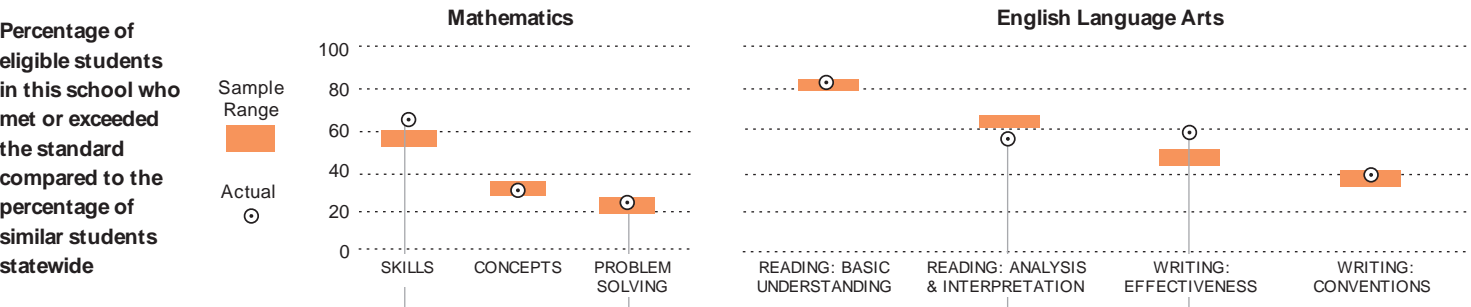 Percentage of
eligible students
in this school who
met or exceeded
the standard
compared to the
percentage of
similar students
statewide
Sample
Range
Actual
Mathematics
100
80
60
40
20
0
SKILLS
CONCEPTS
PROBLEM
SOLVING
English Language Arts
READING: BASIC
UNDERSTANDING
READING: ANALYSIS
& INTERPRETATION
WRITING:
EFFECTIVENESS
WRITING:
CONVENTIONS